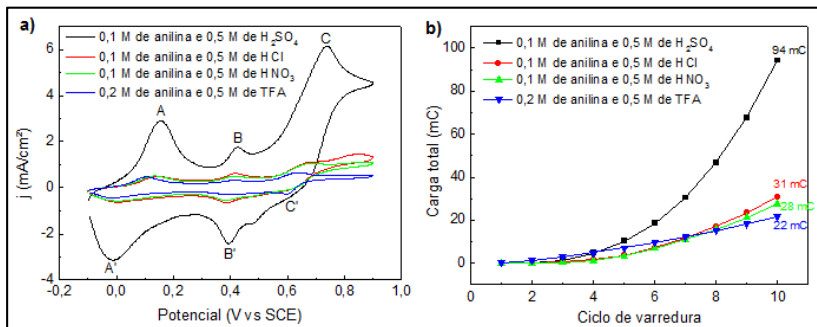 a)
0,1 M de anilina e 0,5 M de H₂SO₄
0,1 M de anilina e 0,5 M de HCl
0,1 M de anilina e 0,5 M de HNO₃
0,2 M de anilina e 0,5 M de TFA
A
B
C
A'
B'
C'
6
4
2
0
-2
-4
j (mA/cm²)
-0,2 0,0 0,2 0,4 0,6 0,8 1,0
Potencial (V vs SCE)
b)
0,1 M de anilina e 0,5 M de H₂SO₄
0,1 M de anilina e 0,5 M de HCl
0,1 M de anilina e 0,5 M de HNO₃
0,2 M de anilina e 0,5 M de TFA
94 mC
31 mC
28 mC
22 mC
100
80
60
40
20
0
Carga total (mC)
1 2 3 4 5 6 7 8 9 10
Ciclo de varredura